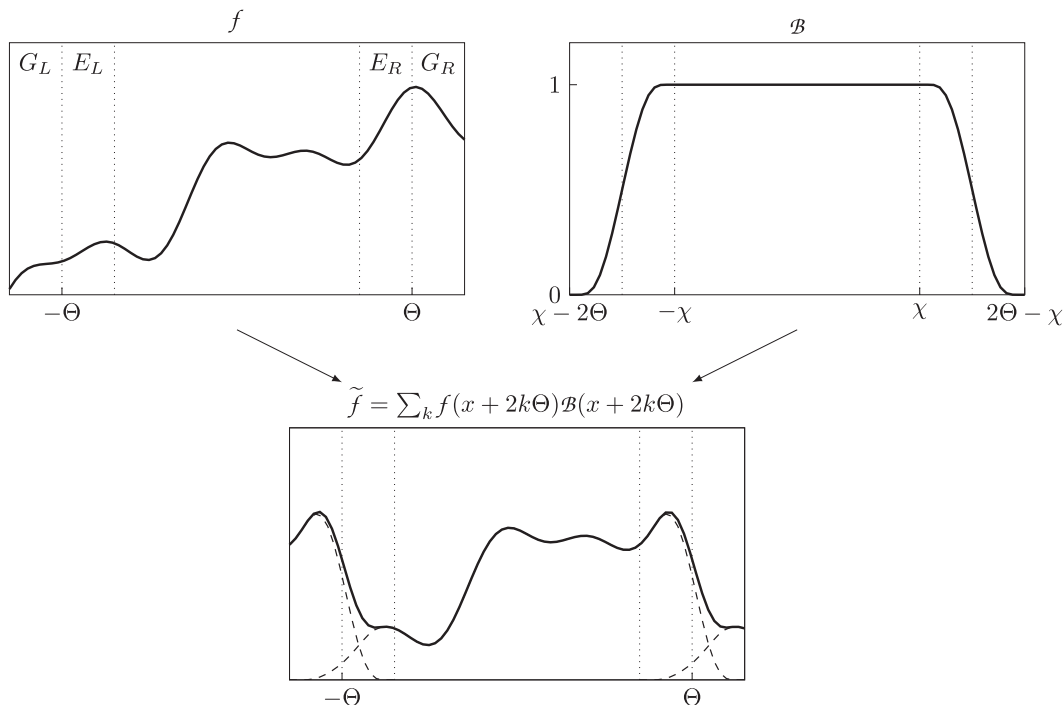 f
ℬ
G_L E_L E_R G_R
1
0
−Θ Θ
χ − 2Θ −χ χ 2Θ − χ
f̃ = ∑_k f(x + 2kΘ)ℬ(x + 2kΘ)
−Θ Θ